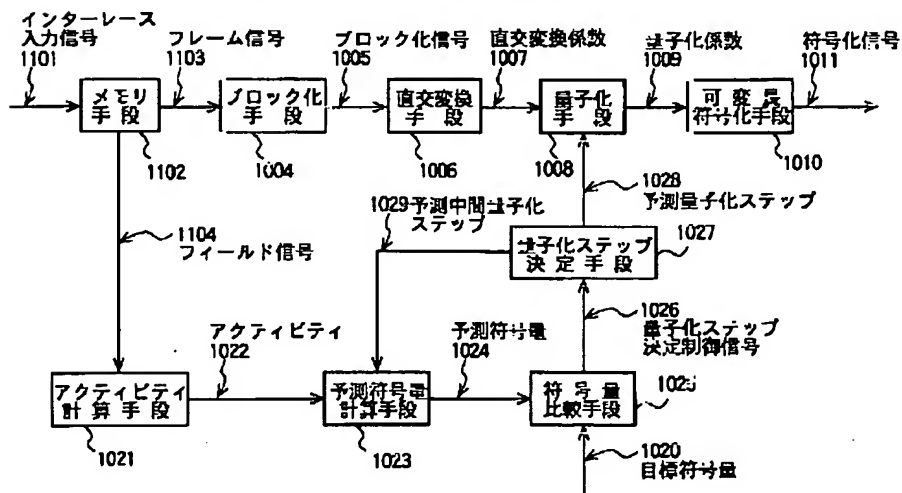 インターレース
入力信号
1101
フレーム信号
1103
ブロック化信号
1005
直交変換係数
1007
量子化係数
1009
符号化信号
1011
メモリ
手段
1102
ブロック化
手段
1004
直交変換
手段
1006
量子化
手段
1008
可変長
符号化手段
1010
1028
予測量子化ステップ
1029予測中間量子化
ステップ
量子化ステップ
決定手段
1027
1104
フィールド信号
1026
量子化ステップ
決定制御信号
アクティビティ
1022
予測符号量
1024
アクティビティ
計算手段
1021
予測符号量
計算手段
1023
符号量
比較手段
1025
1020
目標符号量